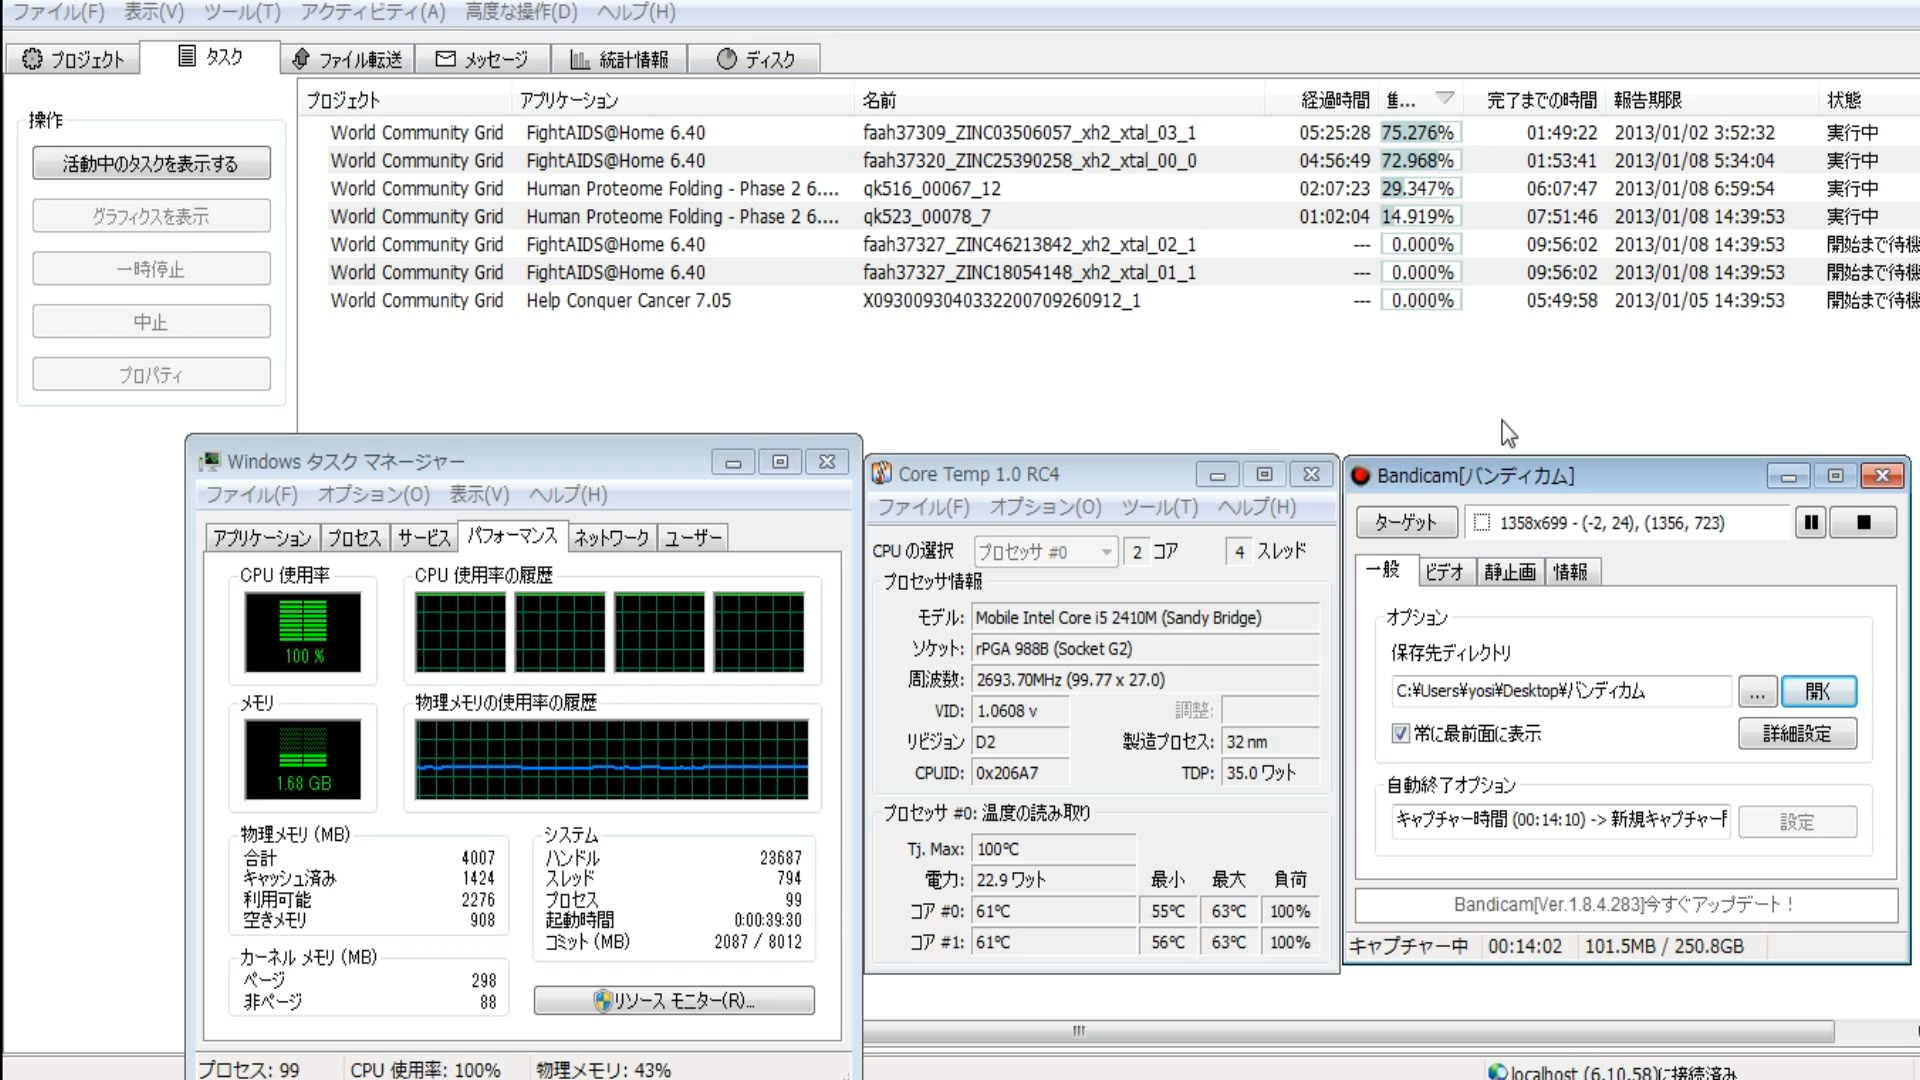 ファイル(F) 表示(V) ツール(T) アクティビティ(A) 高度な操作(D) ヘルプ(H)
プロジェクト タスク ファイル転送 メッセージ 統計情報 ディスク
操作
活動中のタスクを表示する
グラフィクスを表示
一時停止
中止
プロパティ
プロジェクト アプリケーション 名前 経過時間 進... 完了までの時間 報告期限 状態
World Community Grid FightAIDS@Home 6.40 faah37309_ZINC03506057_xh2_xtal_03_1 05:25:28 75.276% 01:49:22 2013/01/02 3:52:32 実行中
World Community Grid FightAIDS@Home 6.40 faah37320_ZINC25390258_xh2_xtal_00_0 04:56:49 72.968% 01:53:41 2013/01/08 5:34:04 実行中
World Community Grid Human Proteome Folding - Phase 2 6.... qk516_00067_12 02:07:23 29.347% 06:07:47 2013/01/08 6:59:54 実行中
World Community Grid Human Proteome Folding - Phase 2 6.... qk523_00078_7 01:02:04 14.919% 07:51:46 2013/01/08 14:39:53 実行中
World Community Grid FightAIDS@Home 6.40 faah37327_ZINC46213842_xh2_xtal_02_1 --- 0.000% 09:56:02 2013/01/08 14:39:53 開始まで待機
World Community Grid FightAIDS@Home 6.40 faah37327_ZINC18054148_xh2_xtal_01_1 --- 0.000% 09:56:02 2013/01/08 14:39:53 開始まで待機
World Community Grid Help Conquer Cancer 7.05 X0930093040332200709260912_1 --- 0.000% 05:49:58 2013/01/05 14:39:53 開始まで待機
Windows タスク マネージャー
ファイル(F) オプション(O) 表示(V) ヘルプ(H)
アプリケーション プロセス サービス パフォーマンス ネットワーク ユーザー
CPU 使用率 CPU 使用率の履歴
100 %
メモリ 物理メモリの使用率の履歴
1.68 GB
物理メモリ (MB)
合計 4007
キャッシュ済み 1424
利用可能 2276
空きメモリ 908
カーネル メモリ (MB)
ページ 298
非ページ 88
システム
ハンドル 23687
スレッド 794
プロセス 99
起動時間 0:00:39:30
コミット (MB) 2087 / 8012
リソース モニター(R)...
プロセス: 99 CPU 使用率: 100% 物理メモリ: 43%
Core Temp 1.0 RC4
ファイル(F) オプション(O) ツール(T) ヘルプ(H)
CPU の選択 プロセッサ #0 2 コア 4 スレッド
プロセッサ情報
モデル: Mobile Intel Core i5 2410M (Sandy Bridge)
ソケット: rPGA 988B (Socket G2)
周波数: 2693.70MHz (99.77 x 27.0)
VID: 1.0608 v 調整:
リビジョン D2 製造プロセス: 32 nm
CPUID: 0x206A7 TDP: 35.0 ワット
プロセッサ #0: 温度の読み取り
Tj. Max: 100℃
電力: 22.9 ワット 最小 最大 負荷
コア #0: 61℃ 55℃ 63℃ 100%
コア #1: 61℃ 56℃ 63℃ 100%
Bandicam[バンディカム]
ターゲット 1358x699 - (-2, 24), (1356, 723)
一般 ビデオ 静止画 情報
オプション
保存先ディレクトリ
C:¥Users¥yosi¥Desktop¥バンディカム ... 開く
常に最前面に表示 詳細設定
自動終了オプション
キャプチャー時間 (00:14:10) -> 新規キャプチャー 設定
Bandicam[Ver.1.8.4.283]今すぐアップデート！
キャプチャー中 00:14:02 101.5MB / 250.8GB
localhost (6.10.58)に接続済み